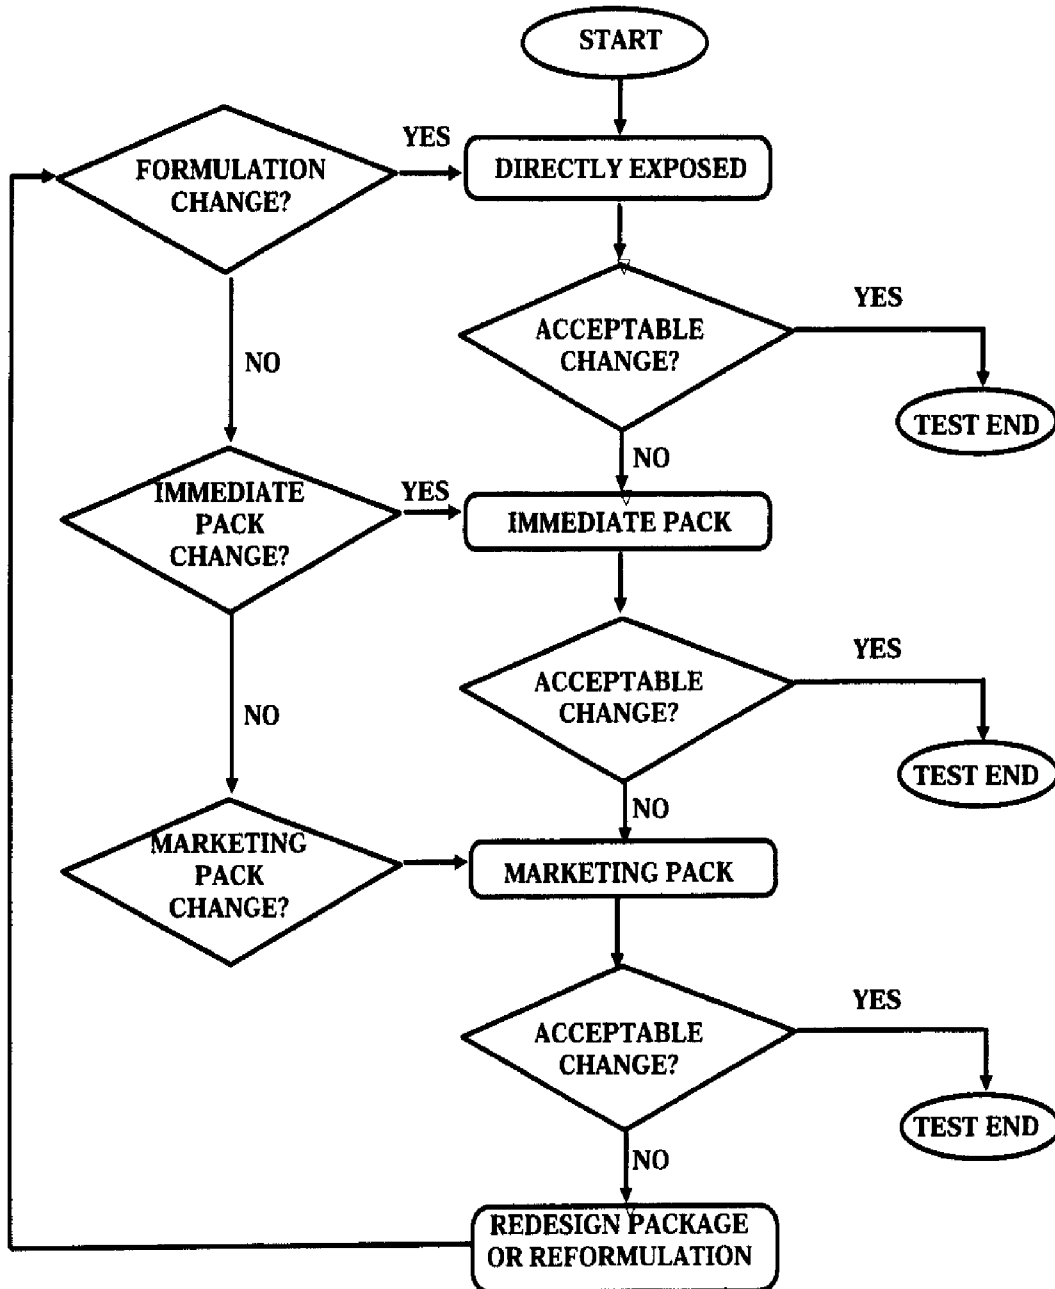 START
YES
FORMULATION
CHANGE?
DIRECTLY EXPOSED
YES
ACCEPTABLE
CHANGE?
NO
TEST END
NO
IMMEDIATE
PACK
CHANGE?
YES
IMMEDIATE PACK
YES
ACCEPTABLE
CHANGE?
NO
TEST END
NO
MARKETING
PACK
CHANGE?
MARKETING PACK
YES
ACCEPTABLE
CHANGE?
TEST END
NO
REDESIGN PACKAGE
OR REFORMULATION